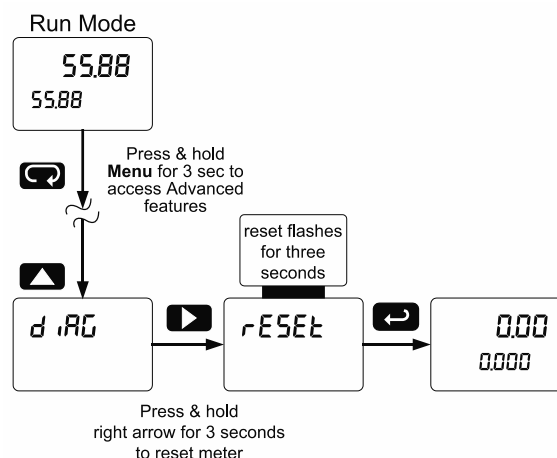 Run Mode
55.88
55.88
Press & hold
Menu for 3 sec to
access Advanced
features
reset flashes
for three
seconds
d iAG
rESEt
0.00
0.000
Press & hold
right arrow for 3 seconds
to reset meter